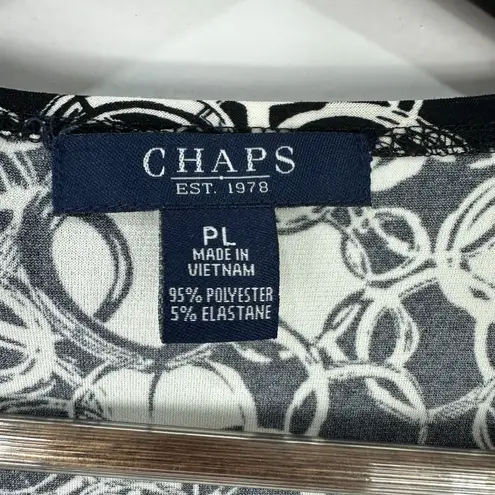 CHAPS
EST. 1978
PL
MADE IN
VIETNAM
95% POLYESTER
5% ELASTANE